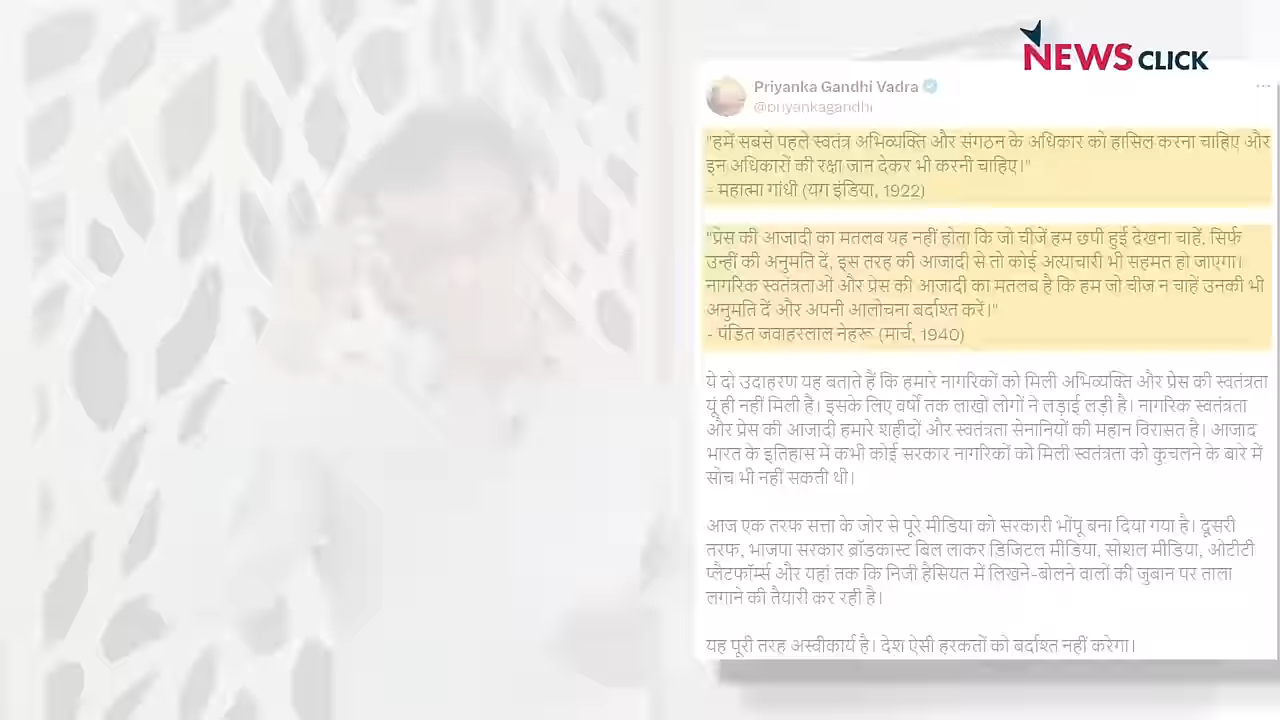 NEWS CLICK
Priyanka Gandhi Vadra
@priyankagandhi
"हमें सबसे पहले स्वतंत्र अभिव्यक्ति और संगठन के अधिकार को हासिल करना चाहिए और
इन अधिकारों की रक्षा जान देकर भी करनी चाहिए।"
- महात्मा गांधी (यग इंडिया, 1922)
"प्रेस की आजादी का मतलब यह नहीं होता कि जो चीजें हम छपी हुई देखना चाहें, सिर्फ
उन्हीं की अनुमति दें, इस तरह की आजादी से तो कोई अत्याचारी भी सहमत हो जाएगा।
नागरिक स्वतंत्रताओं और प्रेस की आजादी का मतलब है कि हम जो चीज न चाहें उनकी भी
अनुमति दें और अपनी आलोचना बर्दाश्त करें।"
- पंडित जवाहरलाल नेहरू (मार्च, 1940)
ये दो उदाहरण यह बताते हैं कि हमारे नागरिकों को मिली अभिव्यक्ति और प्रेस की स्वतंत्रता
यूं ही नहीं मिली है। इसके लिए वर्षों तक लाखों लोगों ने लड़ाई लड़ी है। नागरिक स्वतंत्रता
और प्रेस की आजादी हमारे शहीदों और स्वतंत्रता सेनानियों की महान विरासत है। आजाद
भारत के इतिहास में कभी कोई सरकार नागरिकों को मिली स्वतंत्रता को कुचलने के बारे में
सोच भी नहीं सकती थी।
आज एक तरफ सत्ता के जोर से पूरे मीडिया को सरकारी भोंपू बना दिया गया है। दूसरी
तरफ, भाजपा सरकार ब्रॉडकास्ट बिल लाकर डिजिटल मीडिया, सोशल मीडिया, ओटीटी
प्लैटफॉर्म्स और यहां तक कि निजी हैसियत में लिखने-बोलने वालों की जुबान पर ताला
लगाने की तैयारी कर रही है।
यह पूरी तरह अस्वीकार्य है। देश ऐसी हरकतों को बर्दाश्त नहीं करेगा।